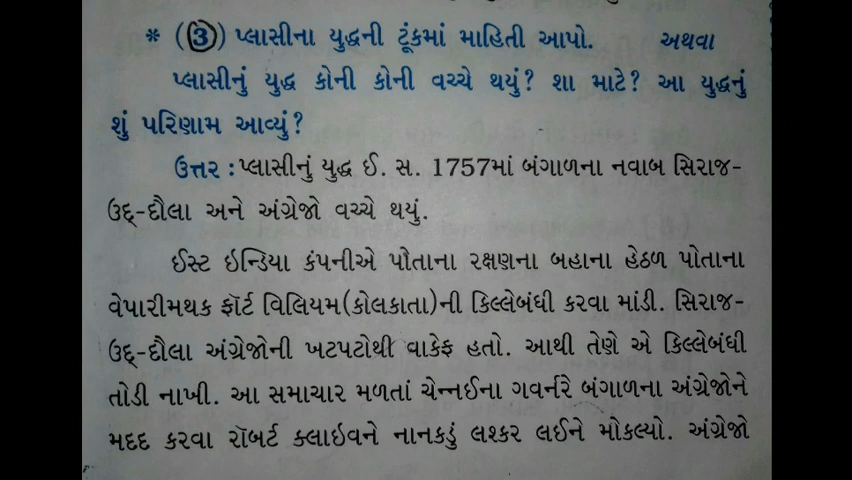 * (3) પ્લાસીના યુદ્ધની ટૂંકમાં માહિતી આપો. અથવા
પ્લાસીનું યુદ્ધ કોની કોની વચ્ચે થયું? શા માટે? આ યુદ્ધનું
શું પરિણામ આવ્યું?
ઉત્તર : પ્લાસીનું યુદ્ધ ઈ. સ. 1757માં બંગાળના નવાબ સિરાજ-
ઉદ્-દૌલા અને અંગ્રેજો વચ્ચે થયું.
ઈસ્ટ ઇન્ડિયા કંપનીએ પોતાના રક્ષણના બહાના હેઠળ પોતાના
વેપારીમથક ફૉર્ટ વિલિયમ(કોલકાતા)ની કિલ્લેબંધી કરવા માંડી. સિરાજ-
ઉદ્-દૌલા અંગ્રેજોની ખટપટોથી વાકેફ હતો. આથી તેણે એ કિલ્લેબંધી
તોડી નાખી. આ સમાચાર મળતાં ચેન્નઈના ગવર્નરે બંગાળના અંગ્રેજોને
મદદ કરવા રૉબર્ટ ક્લાઇવને નાનકડું લશ્કર લઈને મોકલ્યો. અંગ્રેજો